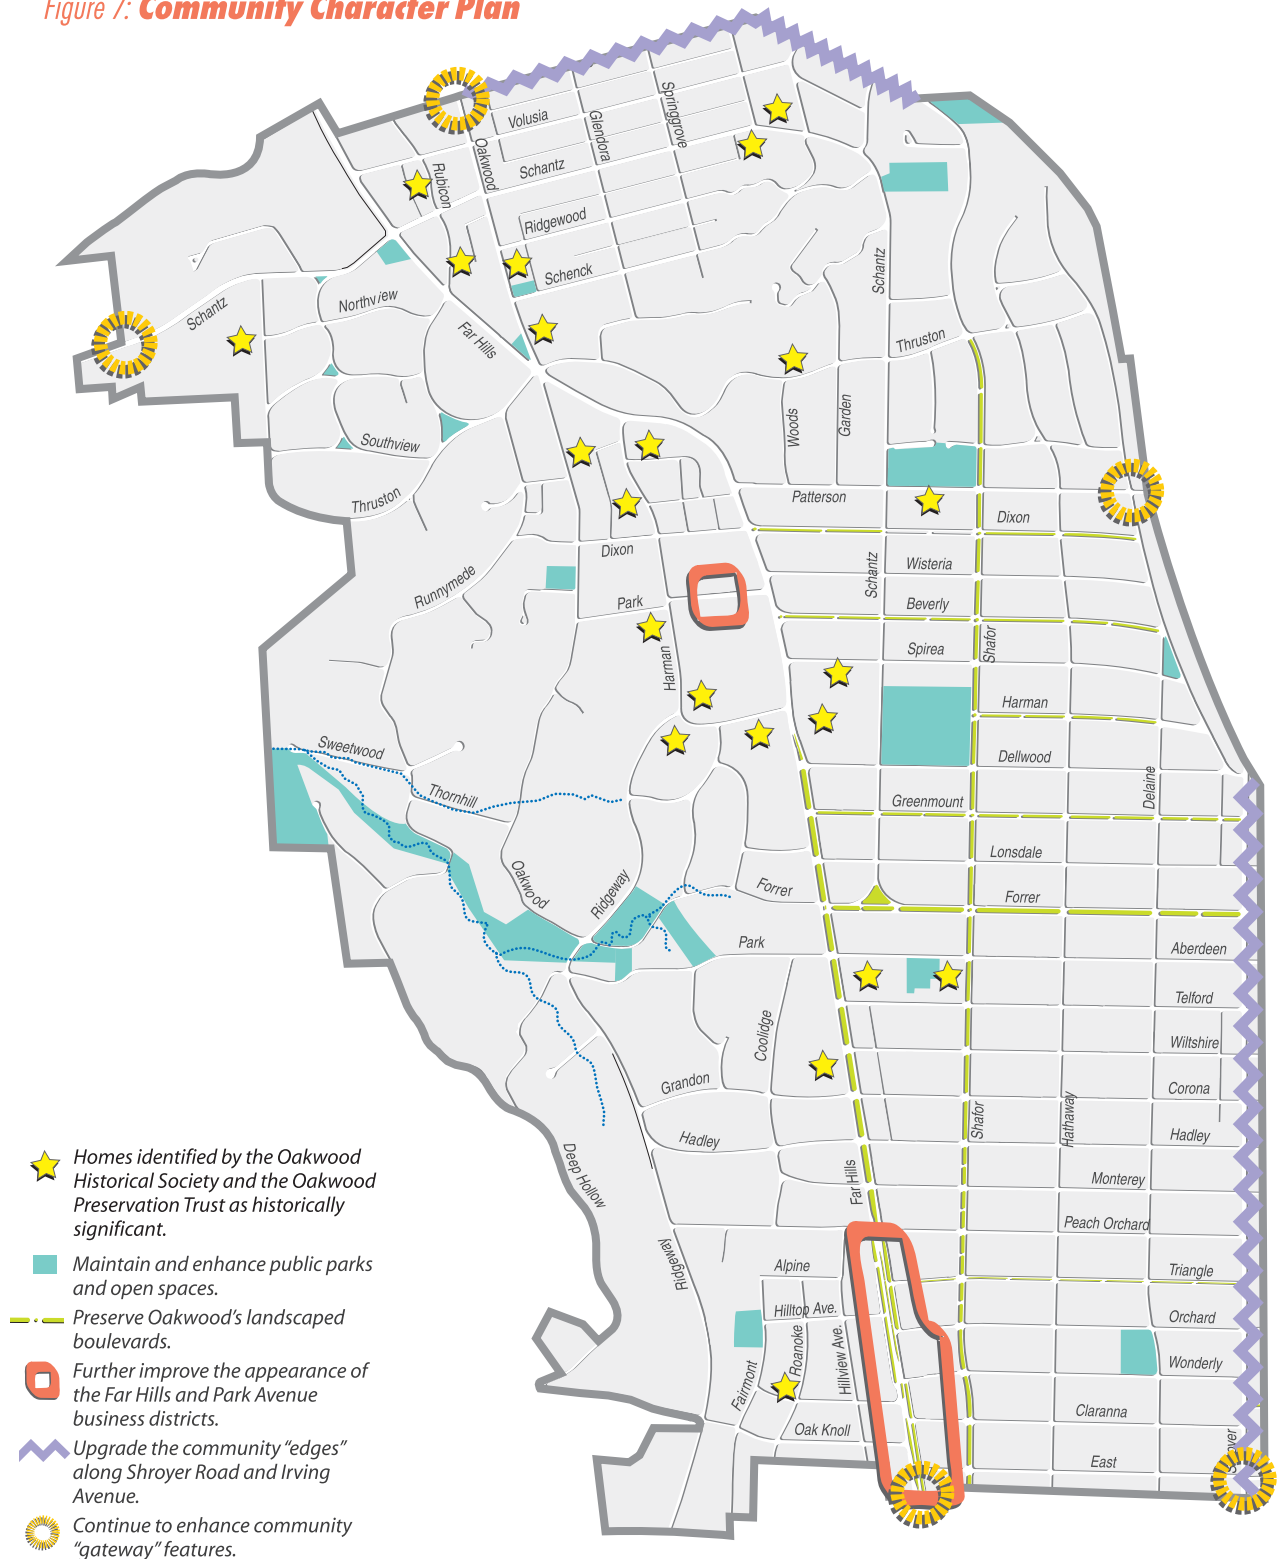 Figure 7: Community Character Plan
Volusia
Glendora
Springgrove
Oakwood
Schantz
Rubicon
Ridgewood
Schenck
Schantz
Northview
Schantz
Far Hills
Thruston
Woods
Garden
Southview
Thruston
Patterson
Dixon
Dixon
Wisteria
Schantz
Runnymede
Park
Beverly
Harman
Spirea
Shafor
Harman
Sweetwood
Dellwood
Thornhill
Delaine
Greenmount
Lonsdale
Oakwood
Ridgeway
Forrer
Forrer
Park
Aberdeen
Telford
Coolidge
Wiltshire
Grandon
Corona
Shafor
Hathaway
Hadley
Hadley
Deep Hollow
Far Hills
Monterey
Peach Orchard
Ridgeway
Alpine
Triangle
Hilltop Ave.
Orchard
Roanoke
Hillview Ave.
Wonderly
Fairmont
Claranna
Oak Knoll
East
Homes identified by the Oakwood
Historical Society and the Oakwood
Preservation Trust as historically
significant.
Maintain and enhance public parks
and open spaces.
Preserve Oakwood's landscaped
boulevards.
Further improve the appearance of
the Far Hills and Park Avenue
business districts.
Upgrade the community “edges”
along Shroyer Road and Irving
Avenue.
Continue to enhance community
“gateway” features.